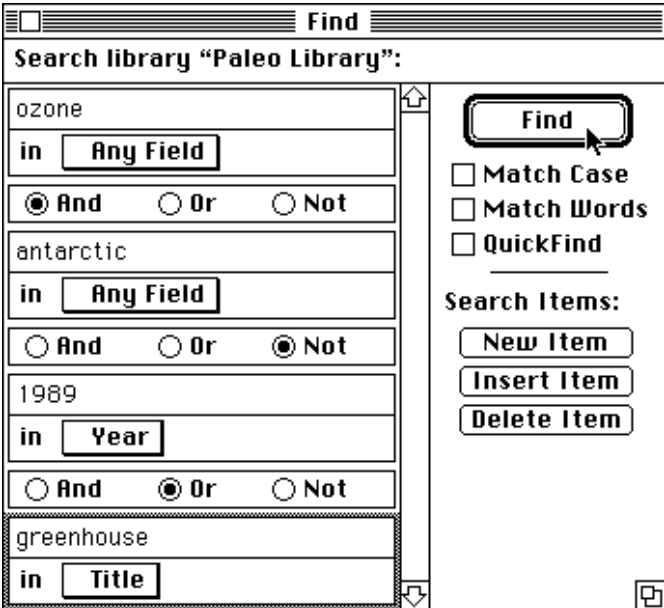 Find
Search library “Paleo Library”:
ozone
in Any Field
And Or Not
antarctic
in Any Field
And Or Not
1989
in Year
And Or Not
greenhouse
in Title
Find
Match Case
Match Words
QuickFind
Search Items:
New Item
Insert Item
Delete Item